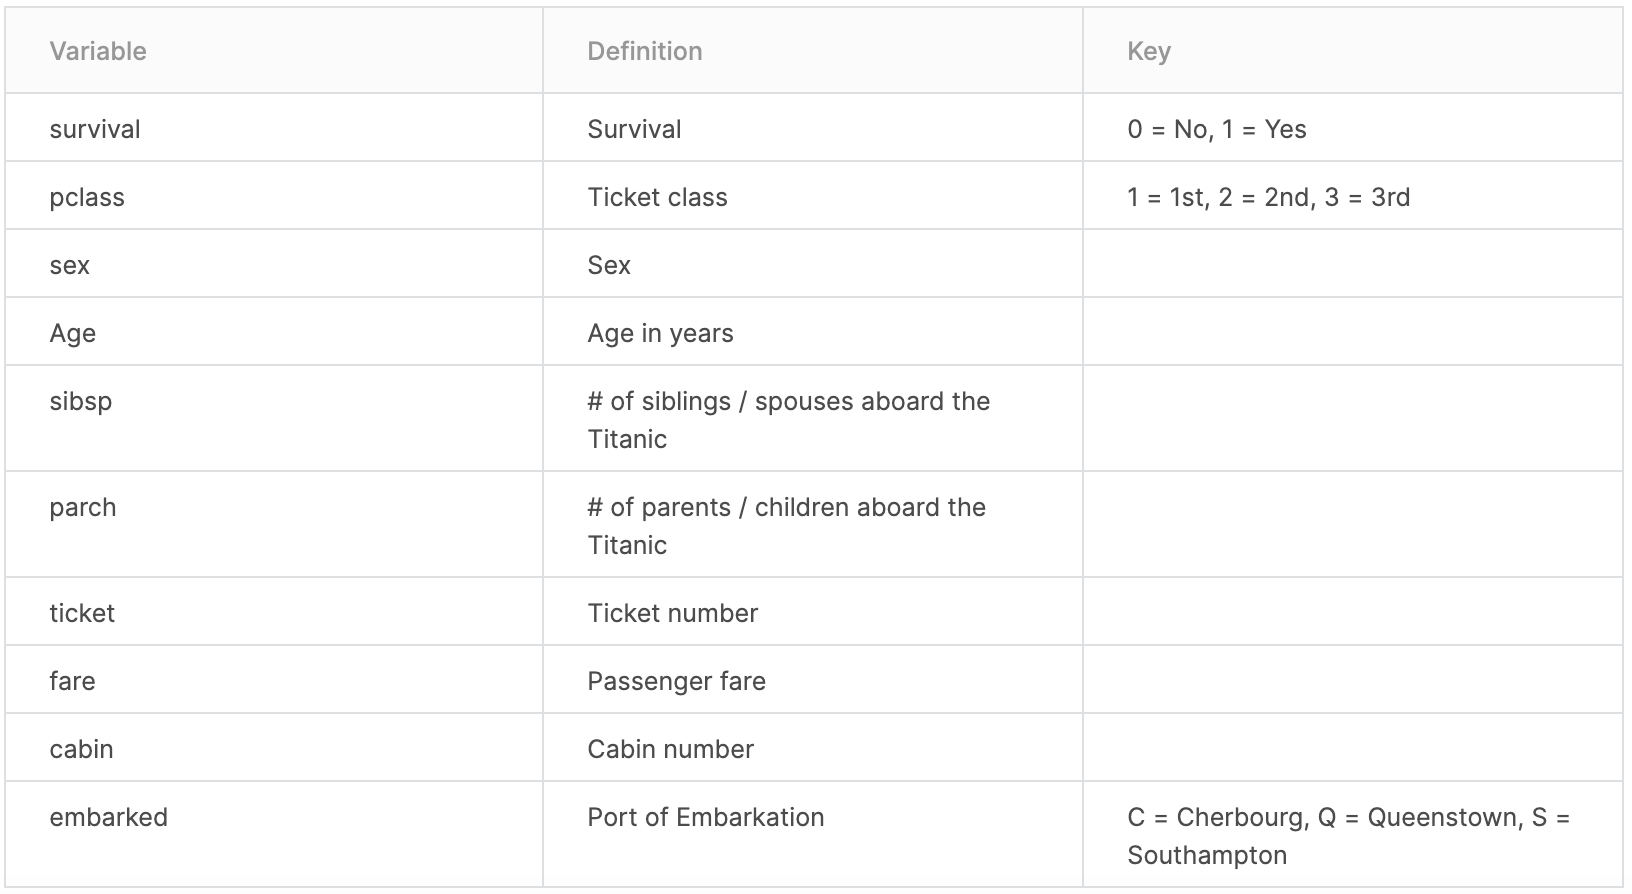 Variable Definition Key
survival Survival 0 = No, 1 = Yes
pclass Ticket class 1 = 1st, 2 = 2nd, 3 = 3rd
sex Sex
Age Age in years
sibsp # of siblings / spouses aboard the
Titanic
parch # of parents / children aboard the
Titanic
ticket Ticket number
fare Passenger fare
cabin Cabin number
embarked Port of Embarkation C = Cherbourg, Q = Queenstown, S =
Southampton